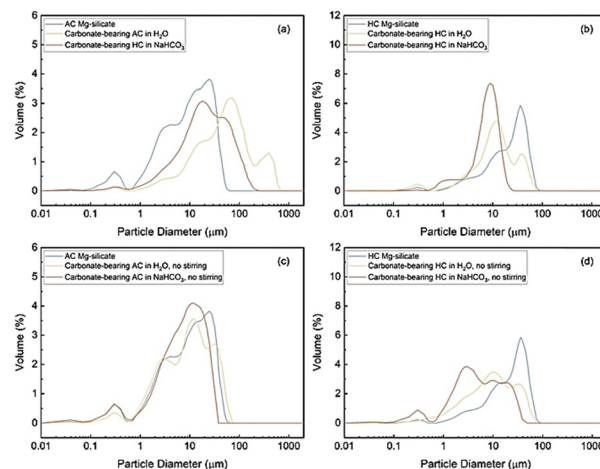 AC Mg-silicate
Carbonate-bearing AC in H₂O
Carbonate-bearing HC in NaHCO₃
(a)
Volume (%)
6
5
4
3
2
1
0
0.01 0.1 1 10 100 1000
Particle Diameter (μm)
HC Mg-silicate
Carbonate-bearing HC in H₂O
Carbonate-bearing HC in NaHCO₃
(b)
Volume (%)
12
10
8
6
4
2
0
0.01 0.1 1 10 100 1000
Particle Diameter (μm)
AC Mg-silicate
Carbonate-bearing AC in H₂O, no stirring
Carbonate-bearing AC in NaHCO₃, no stirring
(c)
Volume (%)
6
5
4
3
2
1
0
0.01 0.1 1 10 100 1000
Particle Diameter (μm)
HC Mg-silicate
Carbonate-bearing HC in H₂O, no stirring
Carbonate-bearing HC in NaHCO₃, no stirring
(d)
Volume (%)
12
10
8
6
4
2
0
0.01 0.1 1 10 100 1000
Particle Diameter (μm)